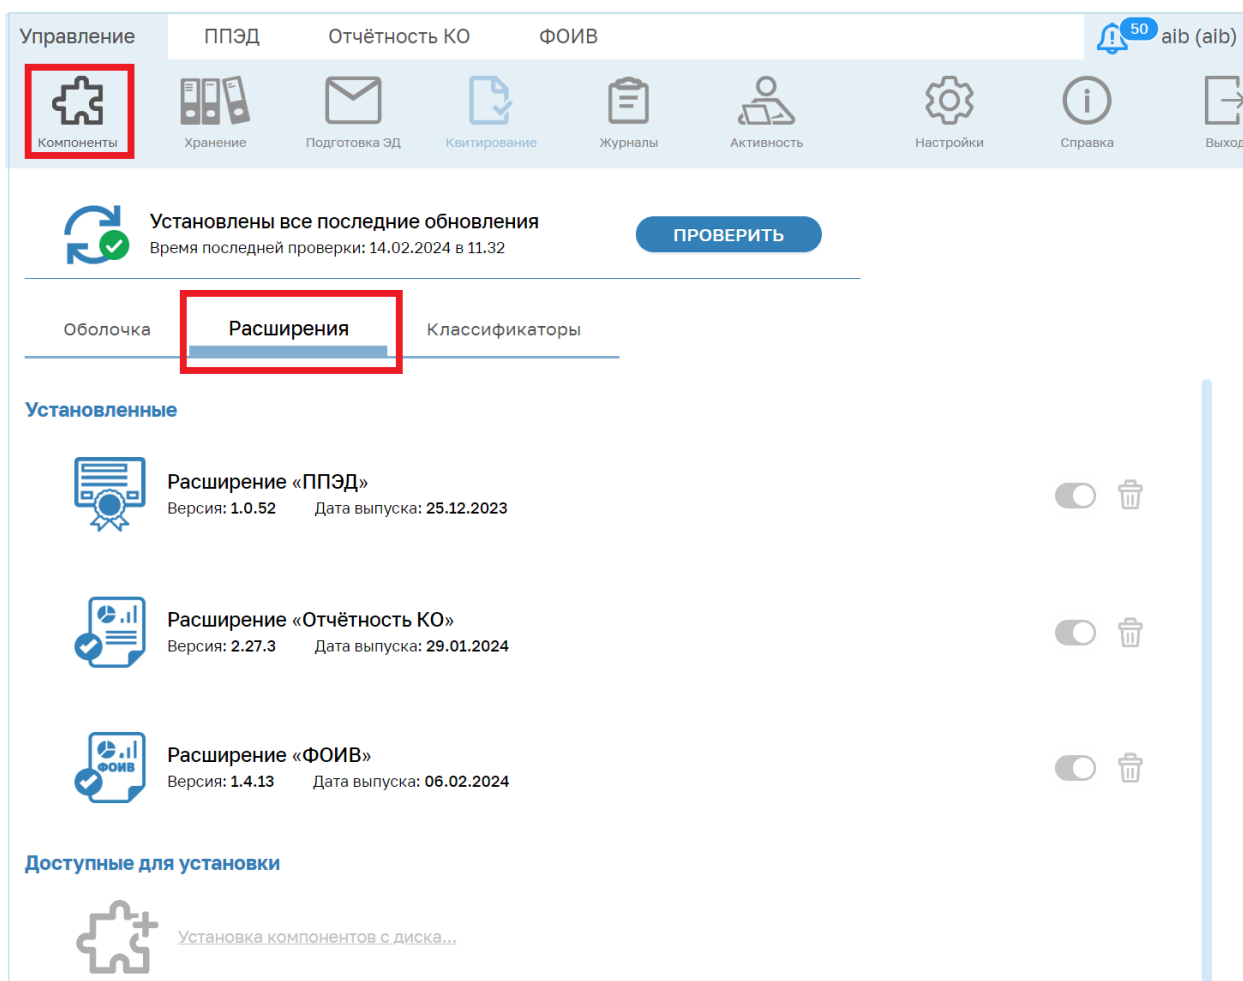 Управление ППЭД Отчётность КО ФОИВ 50 aib (aib)
Компоненты Хранение Подготовка ЭД Квитирование Журналы Активность Настройки Справка Выход
Установлены все последние обновления
Время последней проверки: 14.02.2024 в 11.32
ПРОВЕРИТЬ
Оболочка Расширения Классификаторы
Установленные
Расширение «ППЭД»
Версия: 1.0.52 Дата выпуска: 25.12.2023
Расширение «Отчётность КО»
Версия: 2.27.3 Дата выпуска: 29.01.2024
ФОИВ
Расширение «ФОИВ»
Версия: 1.4.13 Дата выпуска: 06.02.2024
Доступные для установки
Установка компонентов с диска...